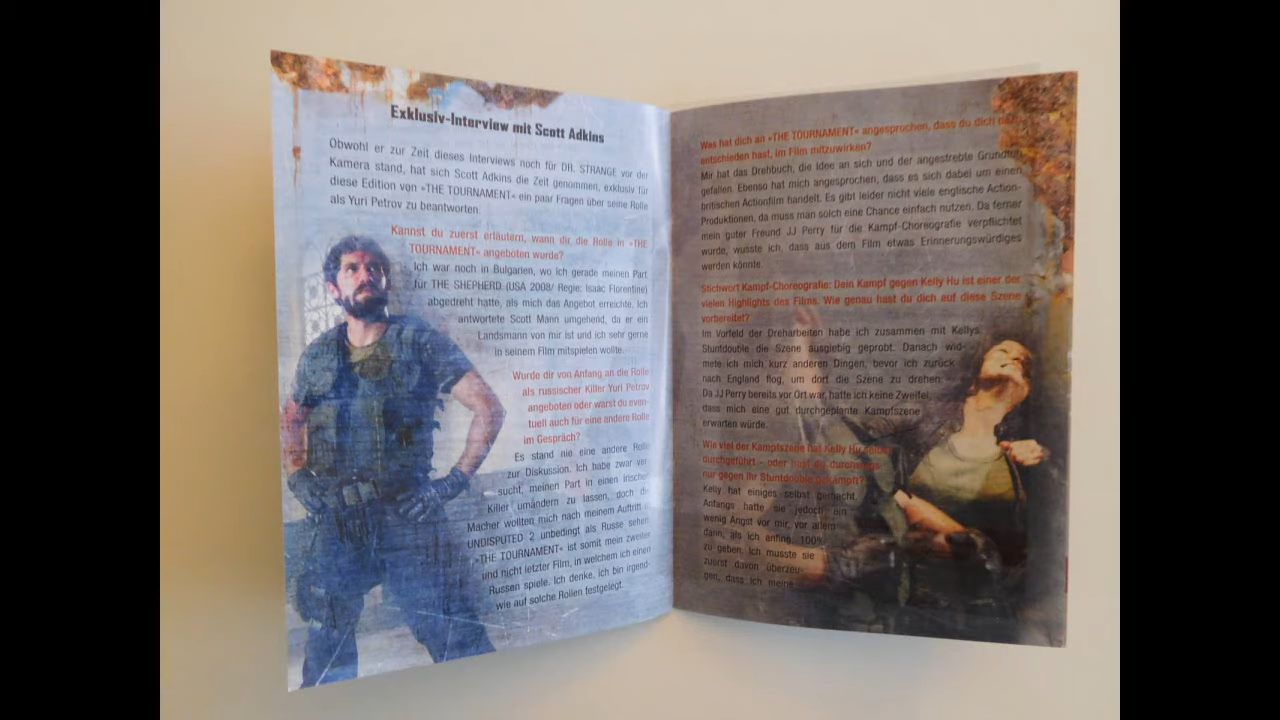 Exklusiv-Interview mit Scott Adkins
Obwohl er zur Zeit dieses Interviews noch für DR. STRANGE vor der
Kamera stand, hat sich Scott Adkins die Zeit genommen, exklusiv für
diese Edition von »THE TOURNAMENT« ein paar Fragen über seine Rolle
als Yuri Petrov zu beantworten.
Kannst du zuerst erläutern, wann dir die Rolle in »THE
TOURNAMENT« angeboten wurde?
Ich war noch in Bulgarien, wo ich gerade meinen Part
für THE SHEPHERD (USA 2008/ Regie: Isaac Florentine)
abgedreht hatte, als mich das Angebot erreichte. Ich
antwortete Scott Mann umgehend, da er ein
Landsmann von mir ist und ich sehr gerne
in seinem Film mitspielen wollte.
Wurde dir von Anfang an die Rolle
als russischer Killer Yuri Petrov
angeboten oder warst du even-
tuell auch für eine andere Rolle
im Gespräch?
Es stand nie eine andere Rolle
zur Diskussion. Ich habe zwar ver-
sucht, meinen Part in einen irischen
Killer umändern zu lassen, doch die
Macher wollten mich nach meinem Auftritt in
UNDISPUTED 2 unbedingt als Russe sehen.
»THE TOURNAMENT« ist somit mein zweiter
und nicht letzter Film, in welchem ich einen
Russen spiele. Ich denke, ich bin irgend-
wie auf solche Rollen festgelegt.
Was hat dich an »THE TOURNAMENT« angesprochen, dass du dich dazu
entschieden hast, im Film mitzuwirken?
Mir hat das Drehbuch, die Idee an sich und der angestrebte Grundton
gefallen. Ebenso hat mich angesprochen, dass es sich dabei um einen
britischen Actionfilm handelt. Es gibt leider nicht viele englische Action-
Produktionen, da muss man solch eine Chance einfach nutzen. Da ferner
mein guter Freund JJ Perry für die Kampf-Choreografie verpflichtet
wurde, wusste ich, dass aus dem Film etwas Erinnerungswürdiges
werden könnte.
Stichwort Kampf-Choreografie: Dein Kampf gegen Kelly Hu ist einer der
vielen Highlights des Films. Wie genau hast du dich auf diese Szene
vorbereitet?
Im Vorfeld der Dreharbeiten habe ich zusammen mit Kellys
Stuntdouble die Szene ausgiebig geprobt. Danach wid-
mete ich mich kurz anderen Dingen, bevor ich zurück
nach England flog, um dort die Szene zu drehen.
Da JJ Perry bereits vor Ort war, hatte ich keine Zweifel,
dass mich eine gut durchgeplante Kampfszene
erwarten würde.
Wie viel der Kampfszene hat Kelly Hu selber
durchgeführt - oder hast du durchwegs
nur gegen ihr Stuntdouble gekämpft?
Kelly hat einiges selbst gemacht.
Anfangs hatte sie jedoch ein
wenig Angst vor mir, vor allem
dann, als ich anfing, 100%
zu geben. Ich musste sie
zuerst davon überzeu-
gen, dass ich meine